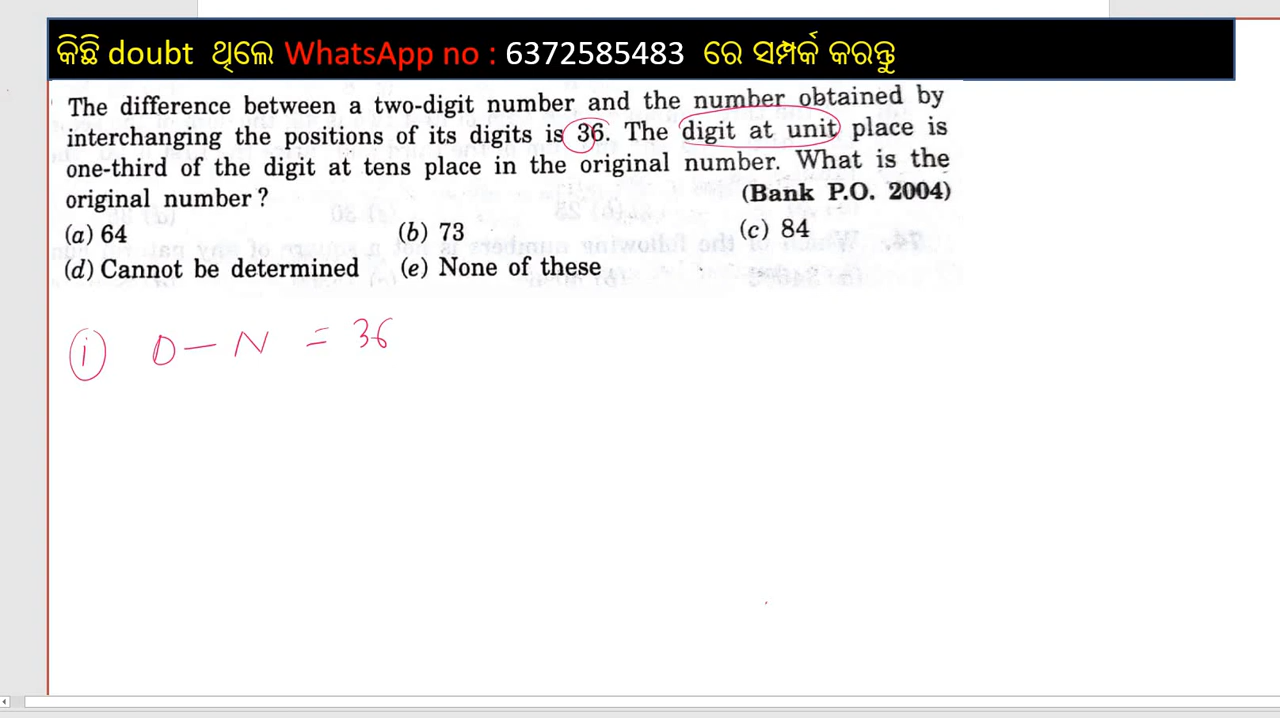 କିଛି doubt ଥିଲେ WhatsApp no : 6372585483 ରେ ସମ୍ପର୍କ କରନ୍ତୁ
The difference between a two-digit number and the number obtained by
interchanging the positions of its digits is 36. The digit at unit place is
one-third of the digit at tens place in the original number. What is the
original number ?
(Bank P.O. 2004)
(a) 64 (b) 73 (c) 84
(d) Cannot be determined (e) None of these
(i) O - N = 36